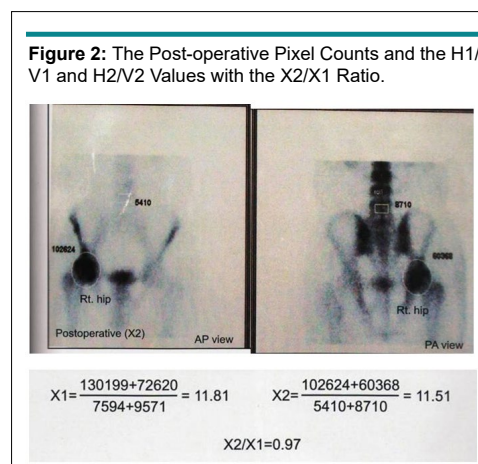 Figure 2: The Post-operative Pixel Counts and the H1/
V1 and H2/V2 Values with the X2/X1 Ratio.
5410
102624
Rt. hip
Postoperative (X2)
AP view
8710
60368
Rt. hip
PA view
X1= 130199+72620 / 7594+9571 = 11.81
X2= 102624+60368 / 5410+8710 = 11.51
X2/X1=0.97